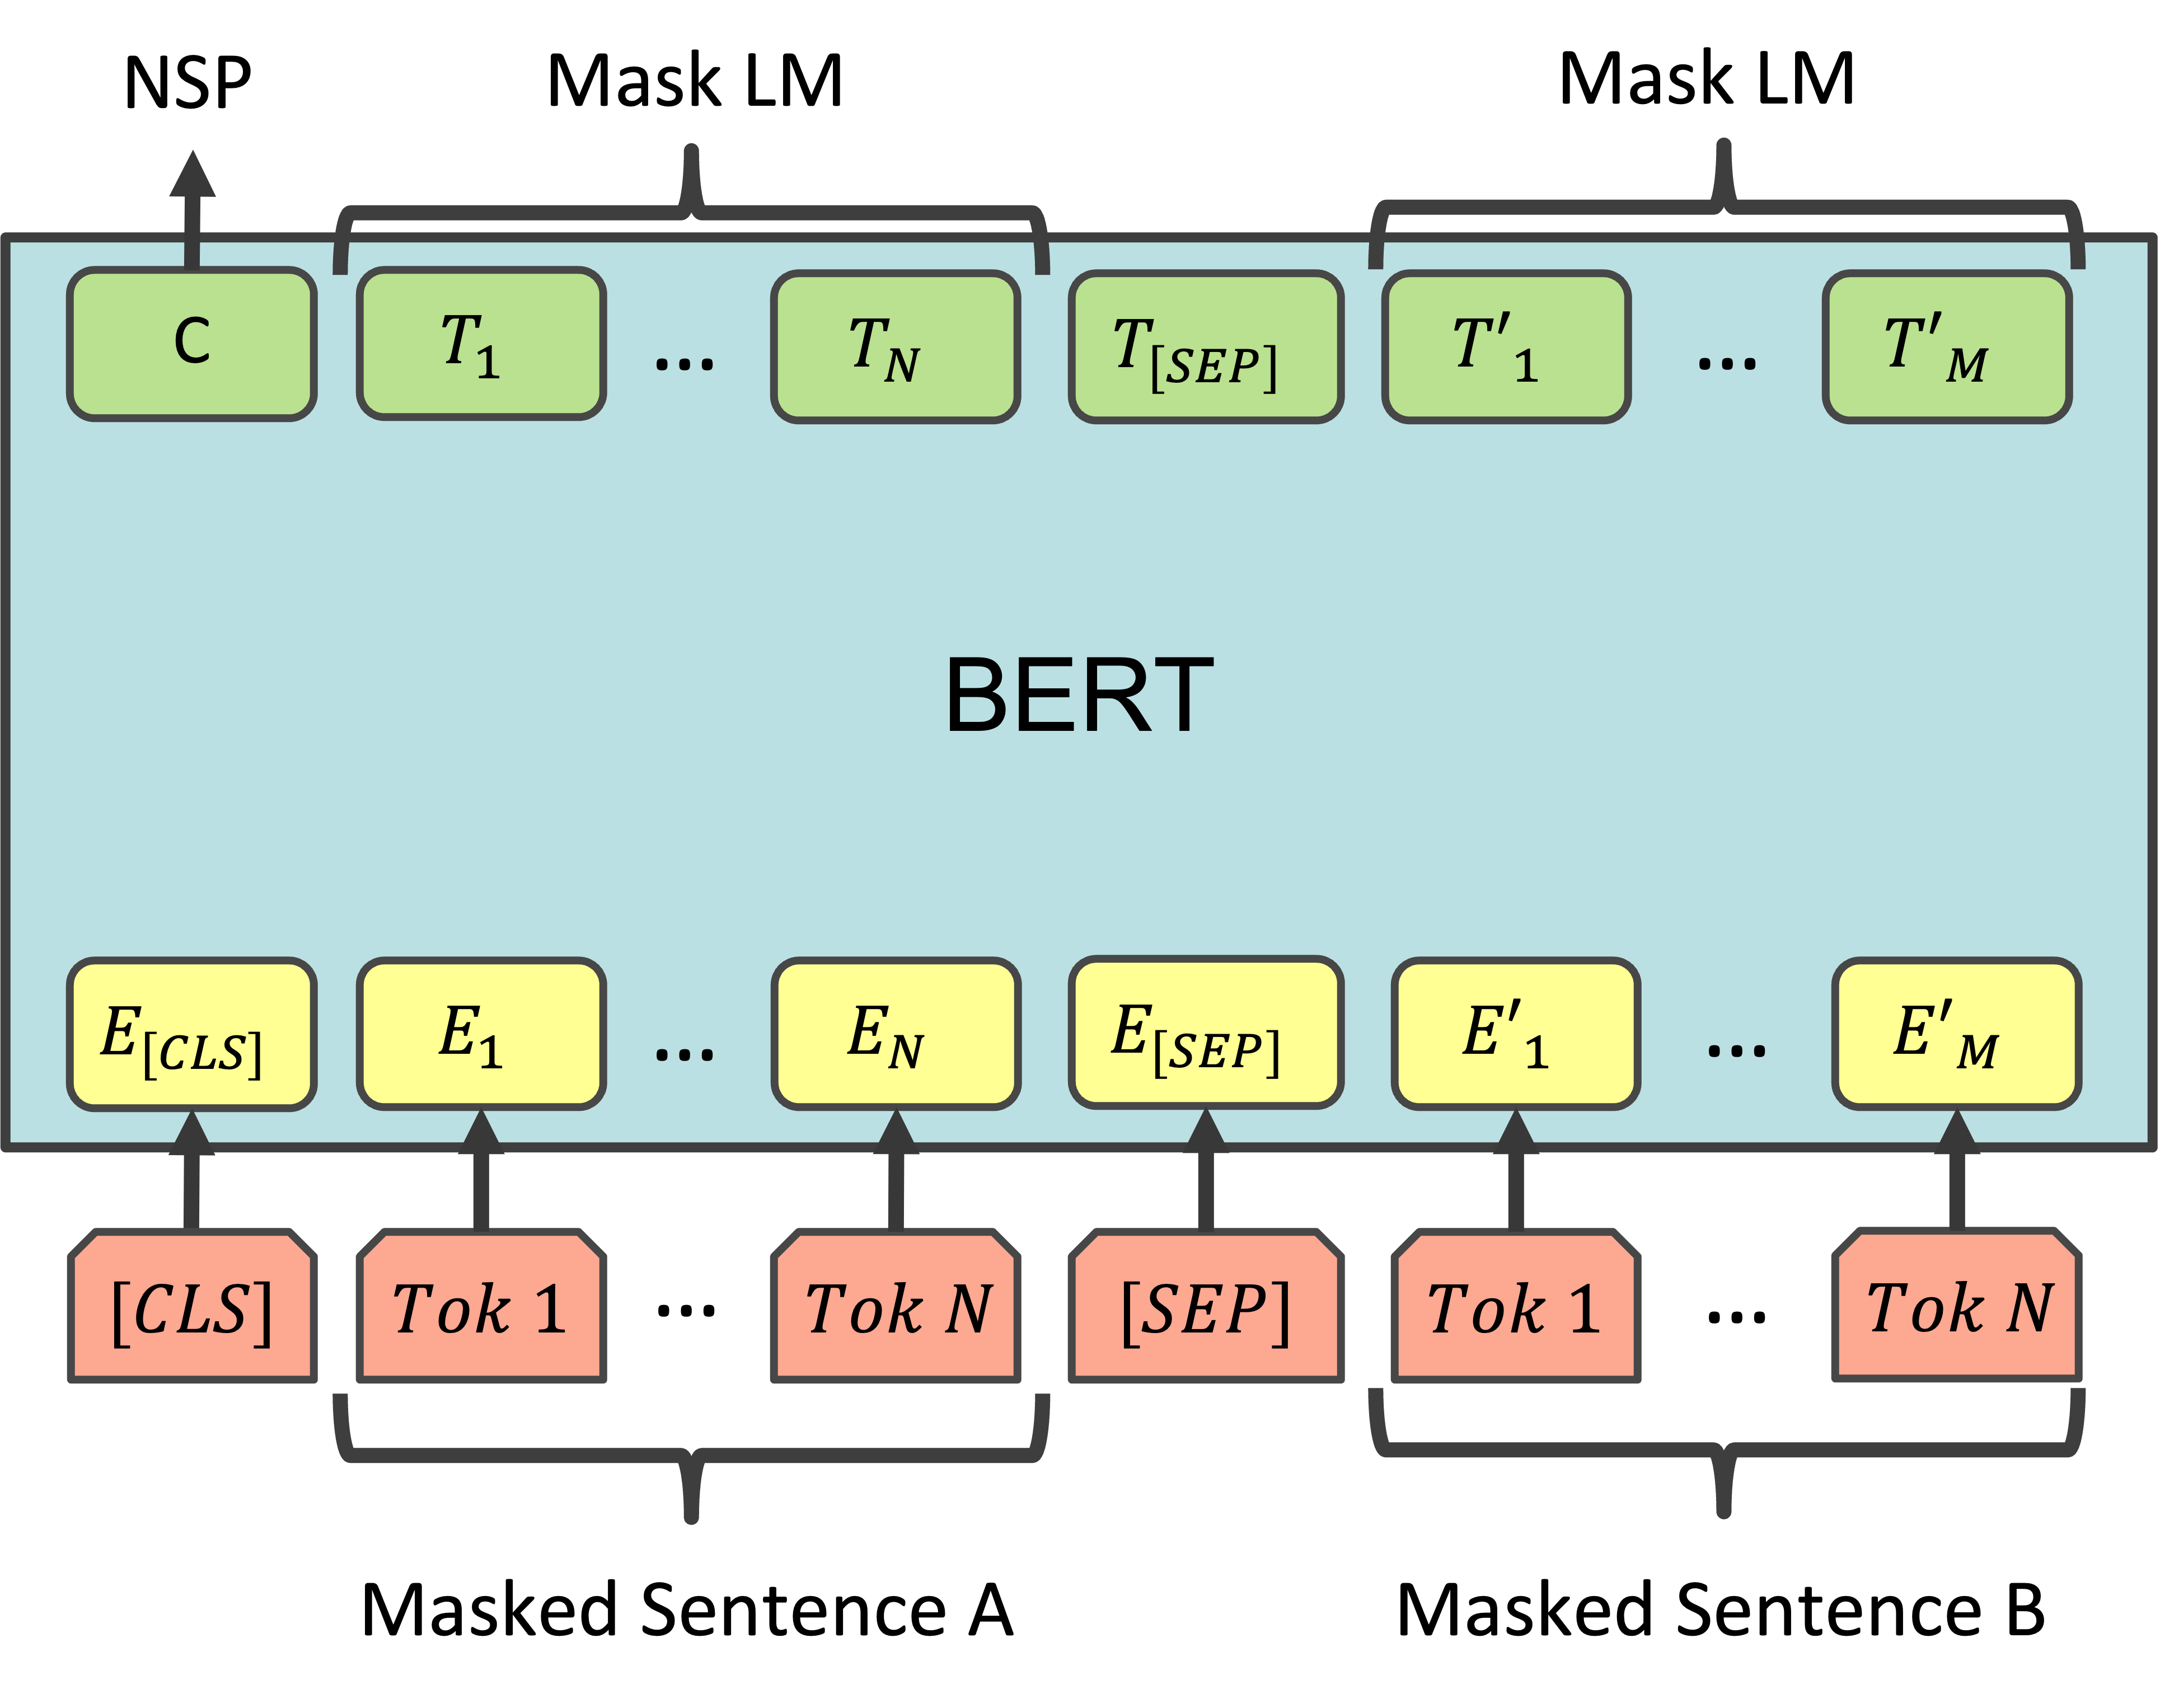 NSP Mask LM Mask LM
C T1 ... TN T[SEP] T'1 ... T'M
BERT
E[CLS] E1 ... EN E[SEP] E'1 ... E'M
[CLS] Tok 1 ... Tok N [SEP] Tok 1 ... Tok N
Masked Sentence A Masked Sentence B